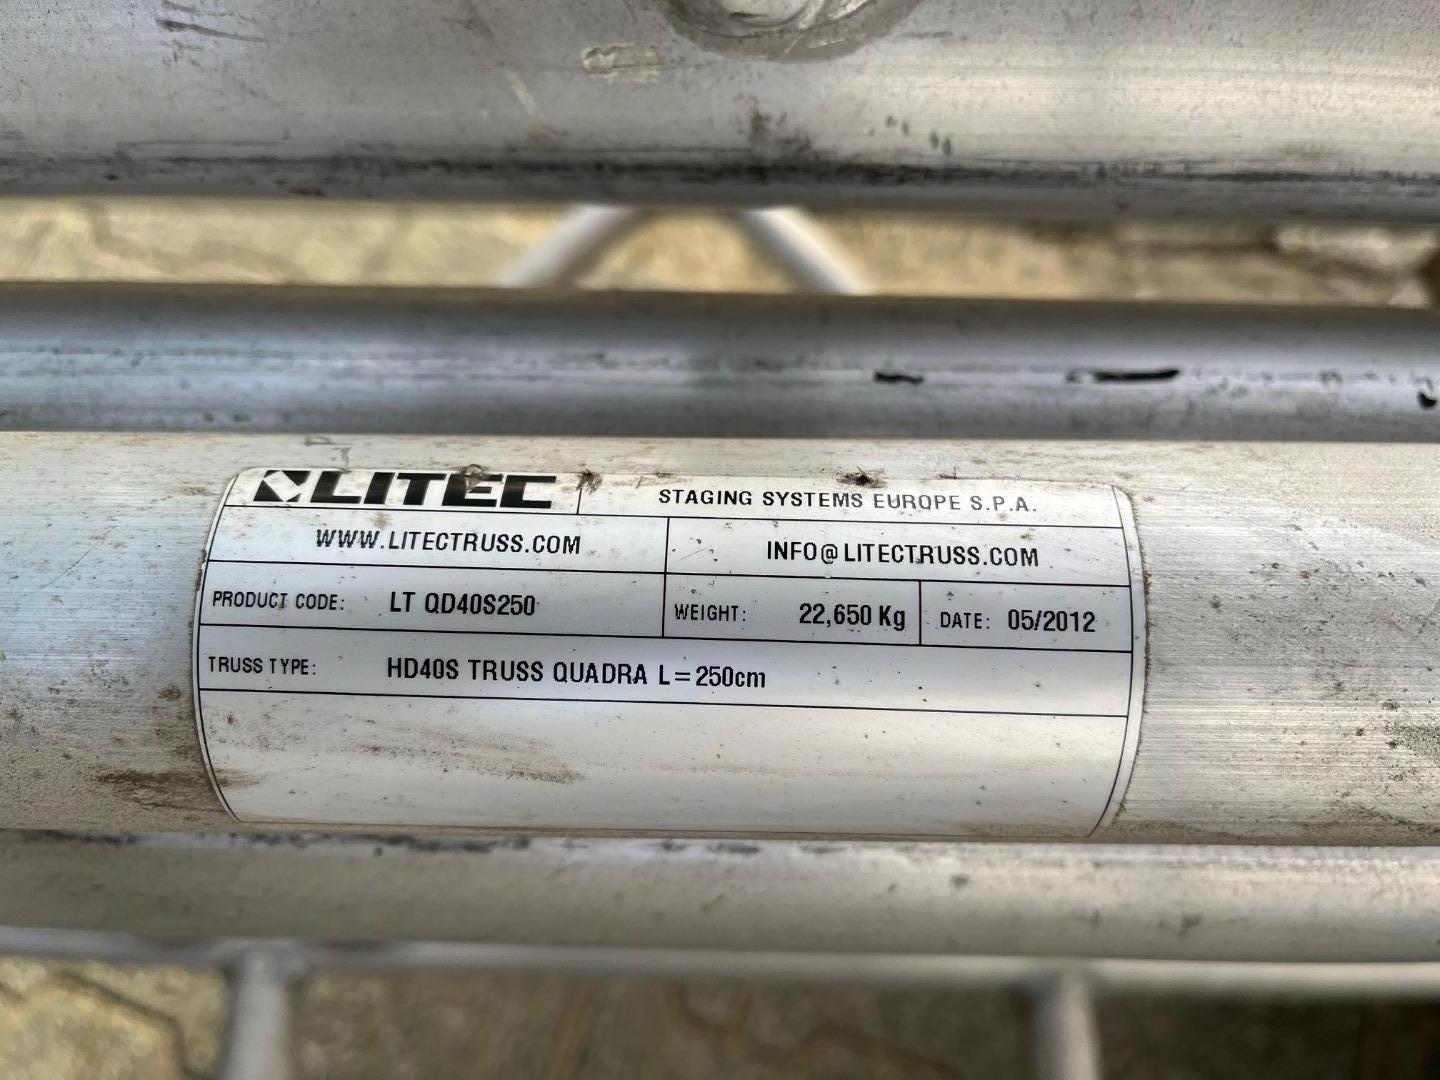 LITEC STAGING SYSTEMS EUROPE S.P.A.
WWW.LITECTRUSS.COM INFO@LITECTRUSS.COM
PRODUCT CODE: LT QD40S250 WEIGHT: 22,650 Kg DATE: 05/2012
TRUSS TYPE: HD40S TRUSS QUADRA L=250cm